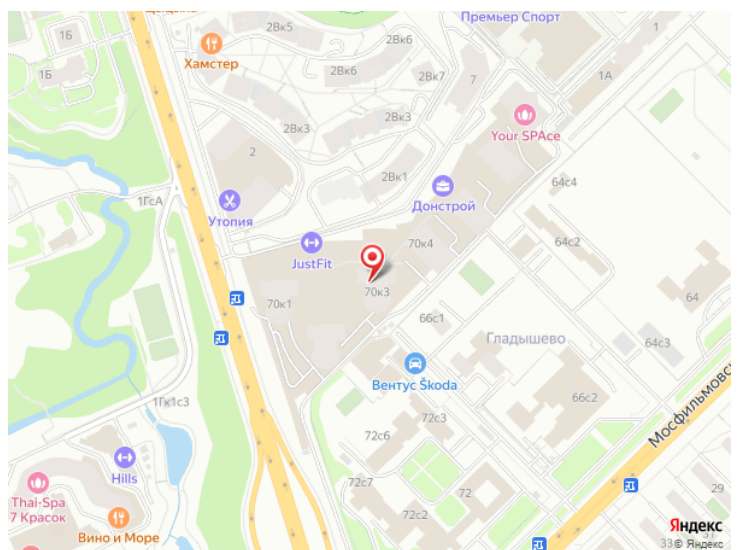 Премьер Спорт
1Б
1
2Вк5
2Вк6
1Б
Хамстер
2Вк6
2Вк7
7
1А
2Вк3
2Вк3
Your SPAce
2
2Вк1
64с4
Донстрой
1ГсА
Утопия
70к4
64с2
JustFit
70к3
70к1
64
66с1
Гладышево
64с3
Вентус Škoda
1Гк1с3
66с2
72с3
Мосфильмовс
72с6
Hills
72с7
72
Thai-Spa
7 Красок
29
72с2
Вино и Море
Яндекс
© Яндекс